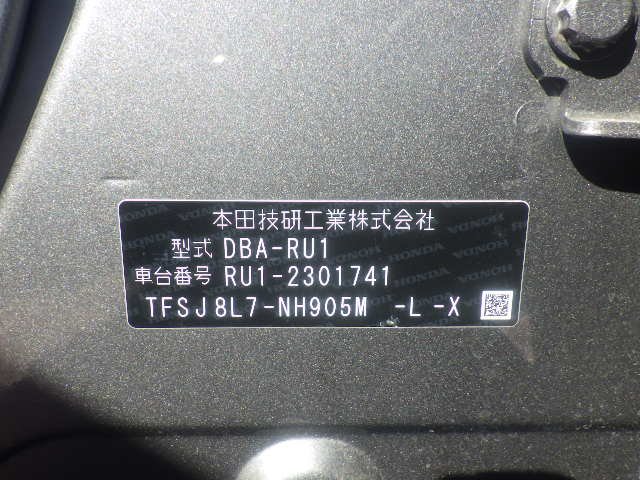 本田技研工業株式会社
型式 DBA-RU1
車台番号 RU1-2301741
TFSJ8L7-NH905M -L -X